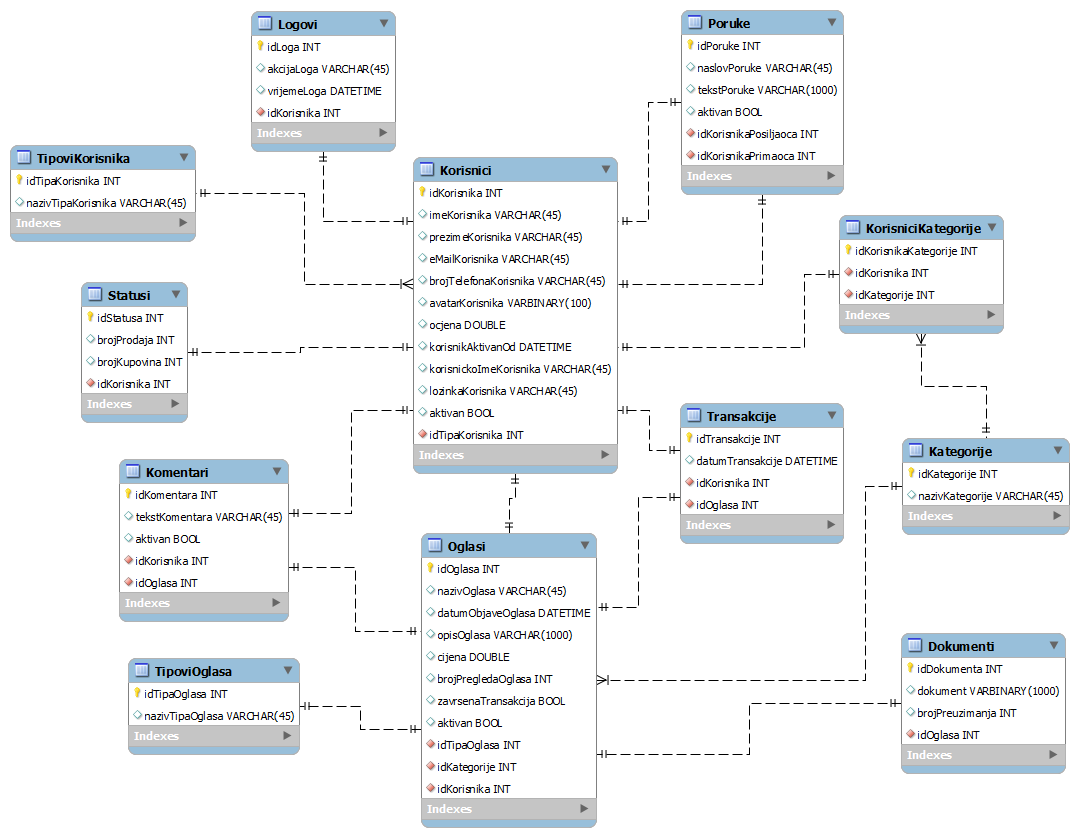 Logovi
idLoga INT
akcijaLoga VARCHAR(45)
vrijemeLoga DATETIME
idKorisnika INT
Indexes
Poruke
idPoruke INT
naslovPoruke VARCHAR(45)
tekstPoruke VARCHAR(1000)
aktivan BOOL
idKorisnikaPosiljaoca INT
idKorisnikaPrimaoca INT
Indexes
TipoviKorisnika
idTipaKorisnika INT
nazivTipaKorisnika VARCHAR(45)
Indexes
Korisnici
idKorisnika INT
imeKorisnika VARCHAR(45)
prezimeKorisnika VARCHAR(45)
eMailKorisnika VARCHAR(45)
brojTelefonaKorisnika VARCHAR(45)
avatarKorisnika VARBINARY(100)
ocjena DOUBLE
korisnikAktivanOd DATETIME
korisnickoImeKorisnika VARCHAR(45)
lozinkaKorisnika VARCHAR(45)
aktivan BOOL
idTipaKorisnika INT
Indexes
KorisniciKategorije
idKorisnikaKategorije INT
idKorisnika INT
idKategorije INT
Indexes
Statusi
idStatusa INT
brojProdaja INT
brojKupovina INT
idKorisnika INT
Indexes
Transakcije
idTransakcije INT
datumTransakcije DATETIME
idKorisnika INT
idOglasa INT
Indexes
Kategorije
idKategorije INT
nazivKategorije VARCHAR(45)
Indexes
Komentari
idKomentara INT
tekstKomentara VARCHAR(45)
aktivan BOOL
idKorisnika INT
idOglasa INT
Indexes
Oglasi
idOglasa INT
nazivOglasa VARCHAR(45)
datumObjaveOglasa DATETIME
opisOglasa VARCHAR(1000)
cijena DOUBLE
brojPregledaOglasa INT
zavrsenaTransakcija BOOL
aktivan BOOL
idTipaOglasa INT
idKategorije INT
idKorisnika INT
Indexes
TipoviOglasa
idTipaOglasa INT
nazivTipaOglasa VARCHAR(45)
Indexes
Dokumenti
idDokumenta INT
dokument VARBINARY(1000)
brojPreuzimanja INT
idOglasa INT
Indexes